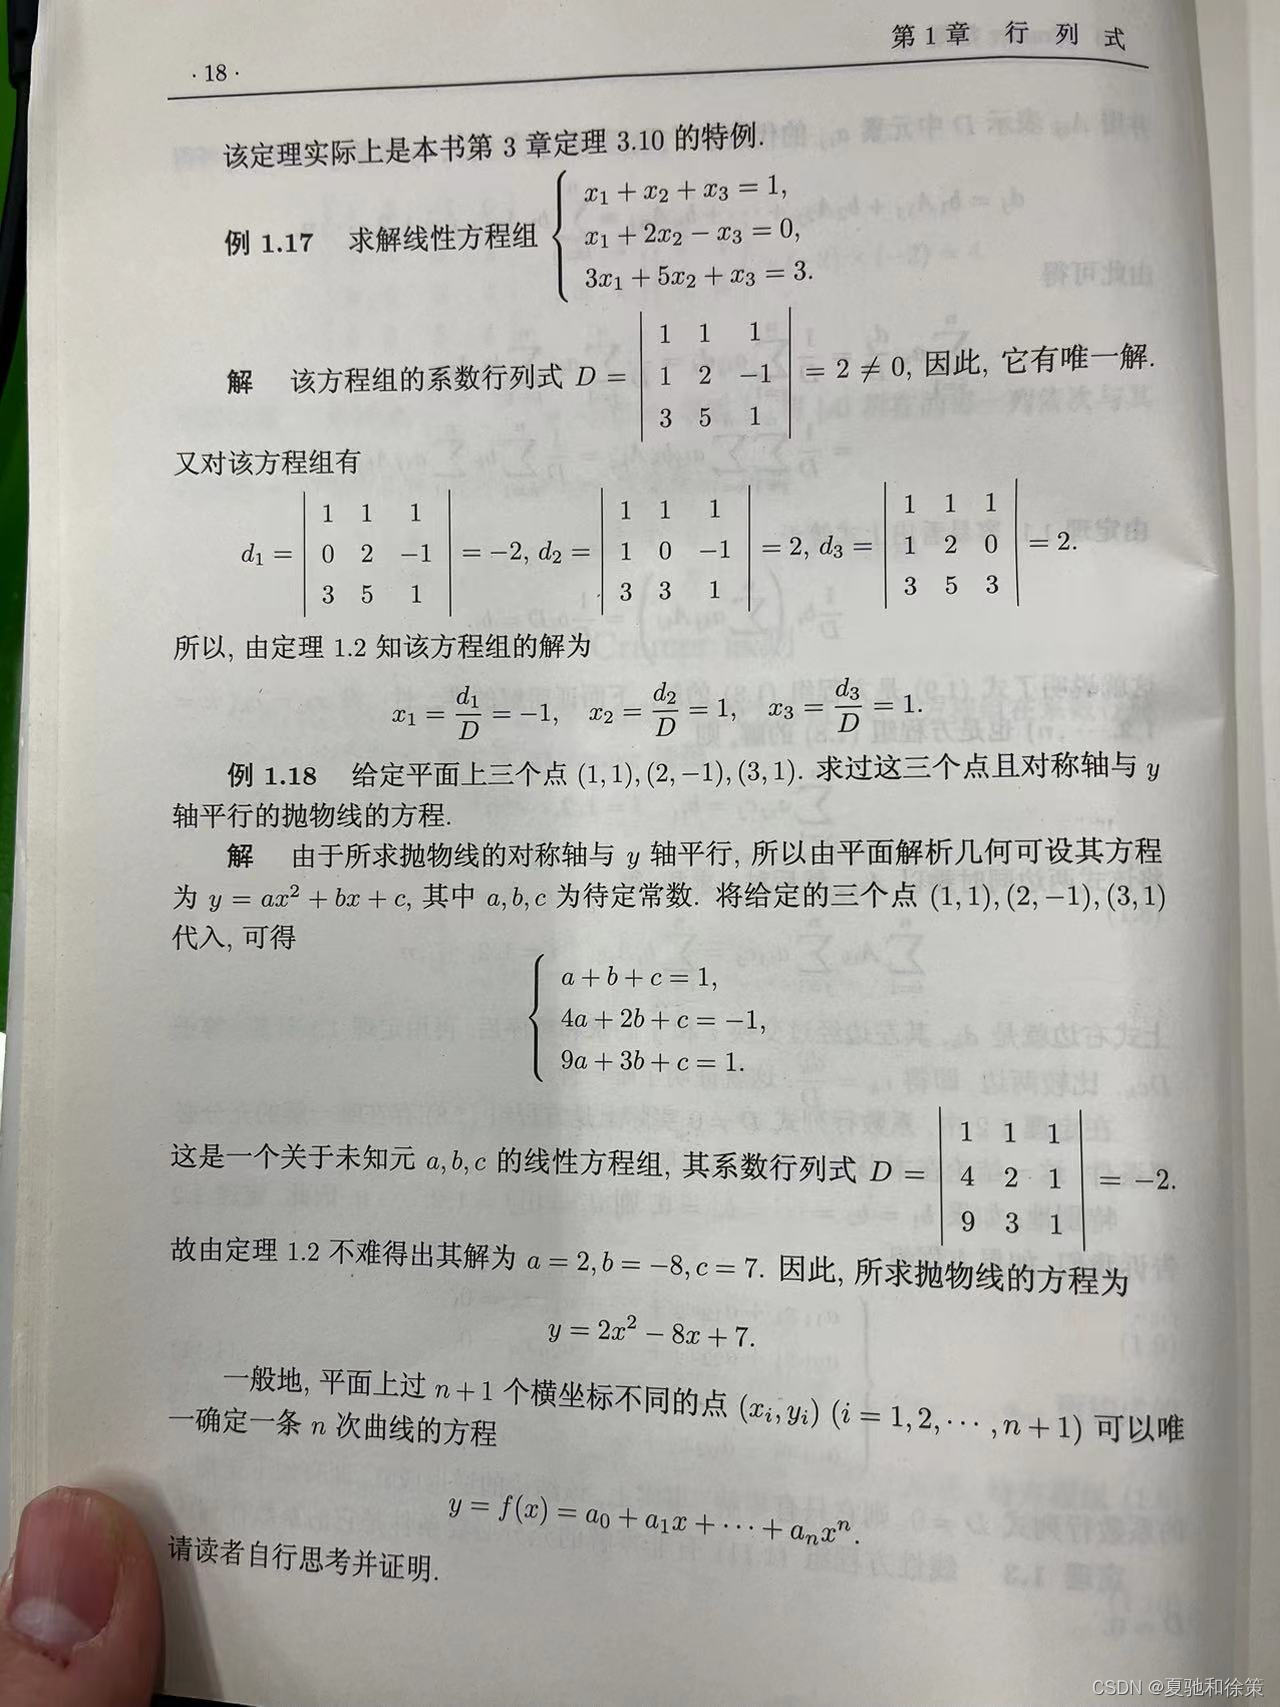 · 18 ·
第 1 章 行 列 式
该定理实际上是本书第 3 章定理 3.10 的特例.
例 1.17 求解线性方程组 { x₁ + x₂ + x₃ = 1,
x₁ + 2x₂ − x₃ = 0,
3x₁ + 5x₂ + x₃ = 3.
解 该方程组的系数行列式 D = | 1 1 1 | = 2 ≠ 0, 因此, 它有唯一解.
| 1 2 −1 |
| 3 5 1 |
又对该方程组有
d₁ = | 1 1 1 | = −2, d₂ = | 1 1 1 | = 2, d₃ = | 1 1 1 | = 2.
| 0 2 −1 | | 1 0 −1 | | 1 2 0 |
| 3 5 1 | | 3 3 1 | | 3 5 3 |
所以, 由定理 1.2 知该方程组的解为
x₁ = d₁/D = −1, x₂ = d₂/D = 1, x₃ = d₃/D = 1.
例 1.18 给定平面上三个点 (1, 1), (2, −1), (3, 1). 求过这三个点且对称轴与 y
轴平行的抛物线的方程.
解 由于所求抛物线的对称轴与 y 轴平行, 所以由平面解析几何可设其方程
为 y = ax² + bx + c, 其中 a, b, c 为待定常数. 将给定的三个点 (1, 1), (2, −1), (3, 1)
代入, 可得
{ a + b + c = 1,
4a + 2b + c = −1,
9a + 3b + c = 1.
这是一个关于未知元 a, b, c 的线性方程组, 其系数行列式 D = | 1 1 1 | = −2.
| 4 2 1 |
| 9 3 1 |
故由定理 1.2 不难得出其解为 a = 2, b = −8, c = 7. 因此, 所求抛物线的方程为
y = 2x² − 8x + 7.
一般地, 平面上过 n + 1 个横坐标不同的点 (xᵢ, yᵢ) (i = 1, 2, ⋯ , n + 1) 可以唯
一确定一条 n 次曲线的方程
y = f(x) = a₀ + a₁x + ⋯ + aₙxⁿ.
请读者自行思考并证明.
CSDN @夏驰和徐策